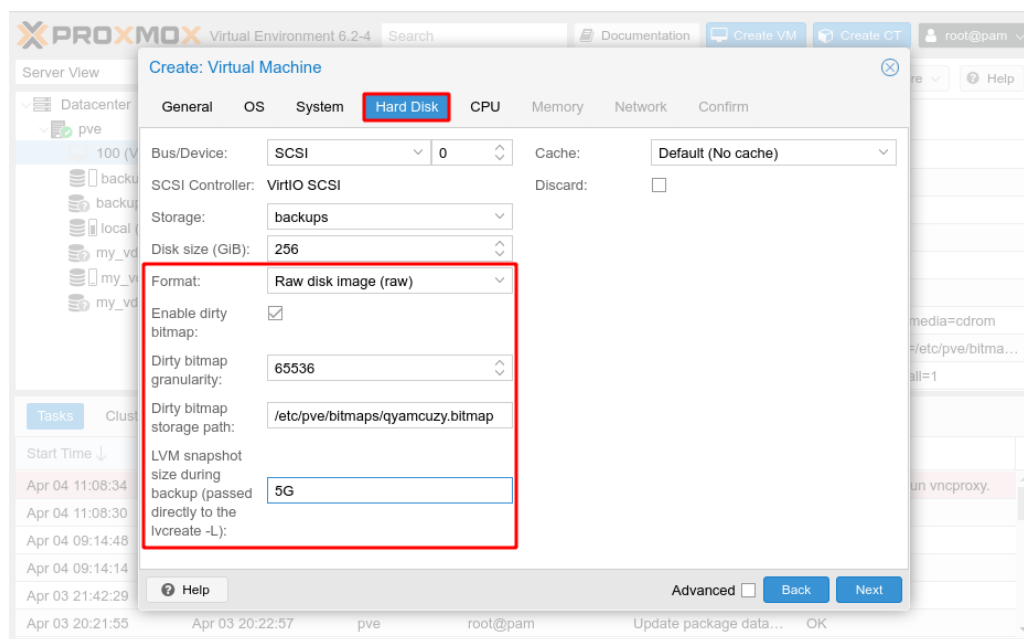 PROXMOX Virtual Environment 6.2-4 Search Documentation Create VM Create CT root@pam
Server View
Create: Virtual Machine
Help
Datacenter
pve
100 (V
backu
backup
local (
my_vd
my_v
my_vd
General OS System Hard Disk CPU Memory Network Confirm
Bus/Device: SCSI 0 Cache: Default (No cache)
SCSI Controller: VirtIO SCSI Discard:
Storage: backups
Disk size (GiB): 256
Format: Raw disk image (raw)
Enable dirty
bitmap:
Dirty bitmap
granularity: 65536
Dirty bitmap
storage path: /etc/pve/bitmaps/qyamcuzy.bitmap
LVM snapshot
size during
backup (passed
directly to the
lvcreate -L): 5G
media=cdrom
=/etc/pve/bitma...
all=1
Help Advanced Back Next
Tasks Clust
Start Time
Apr 04 11:08:34 un vncproxy.
Apr 04 11:08:30
Apr 04 09:14:48
Apr 04 09:14:14
Apr 03 21:42:29
Apr 03 20:21:55 Apr 03 20:22:57 pve root@pam Update package data... OK